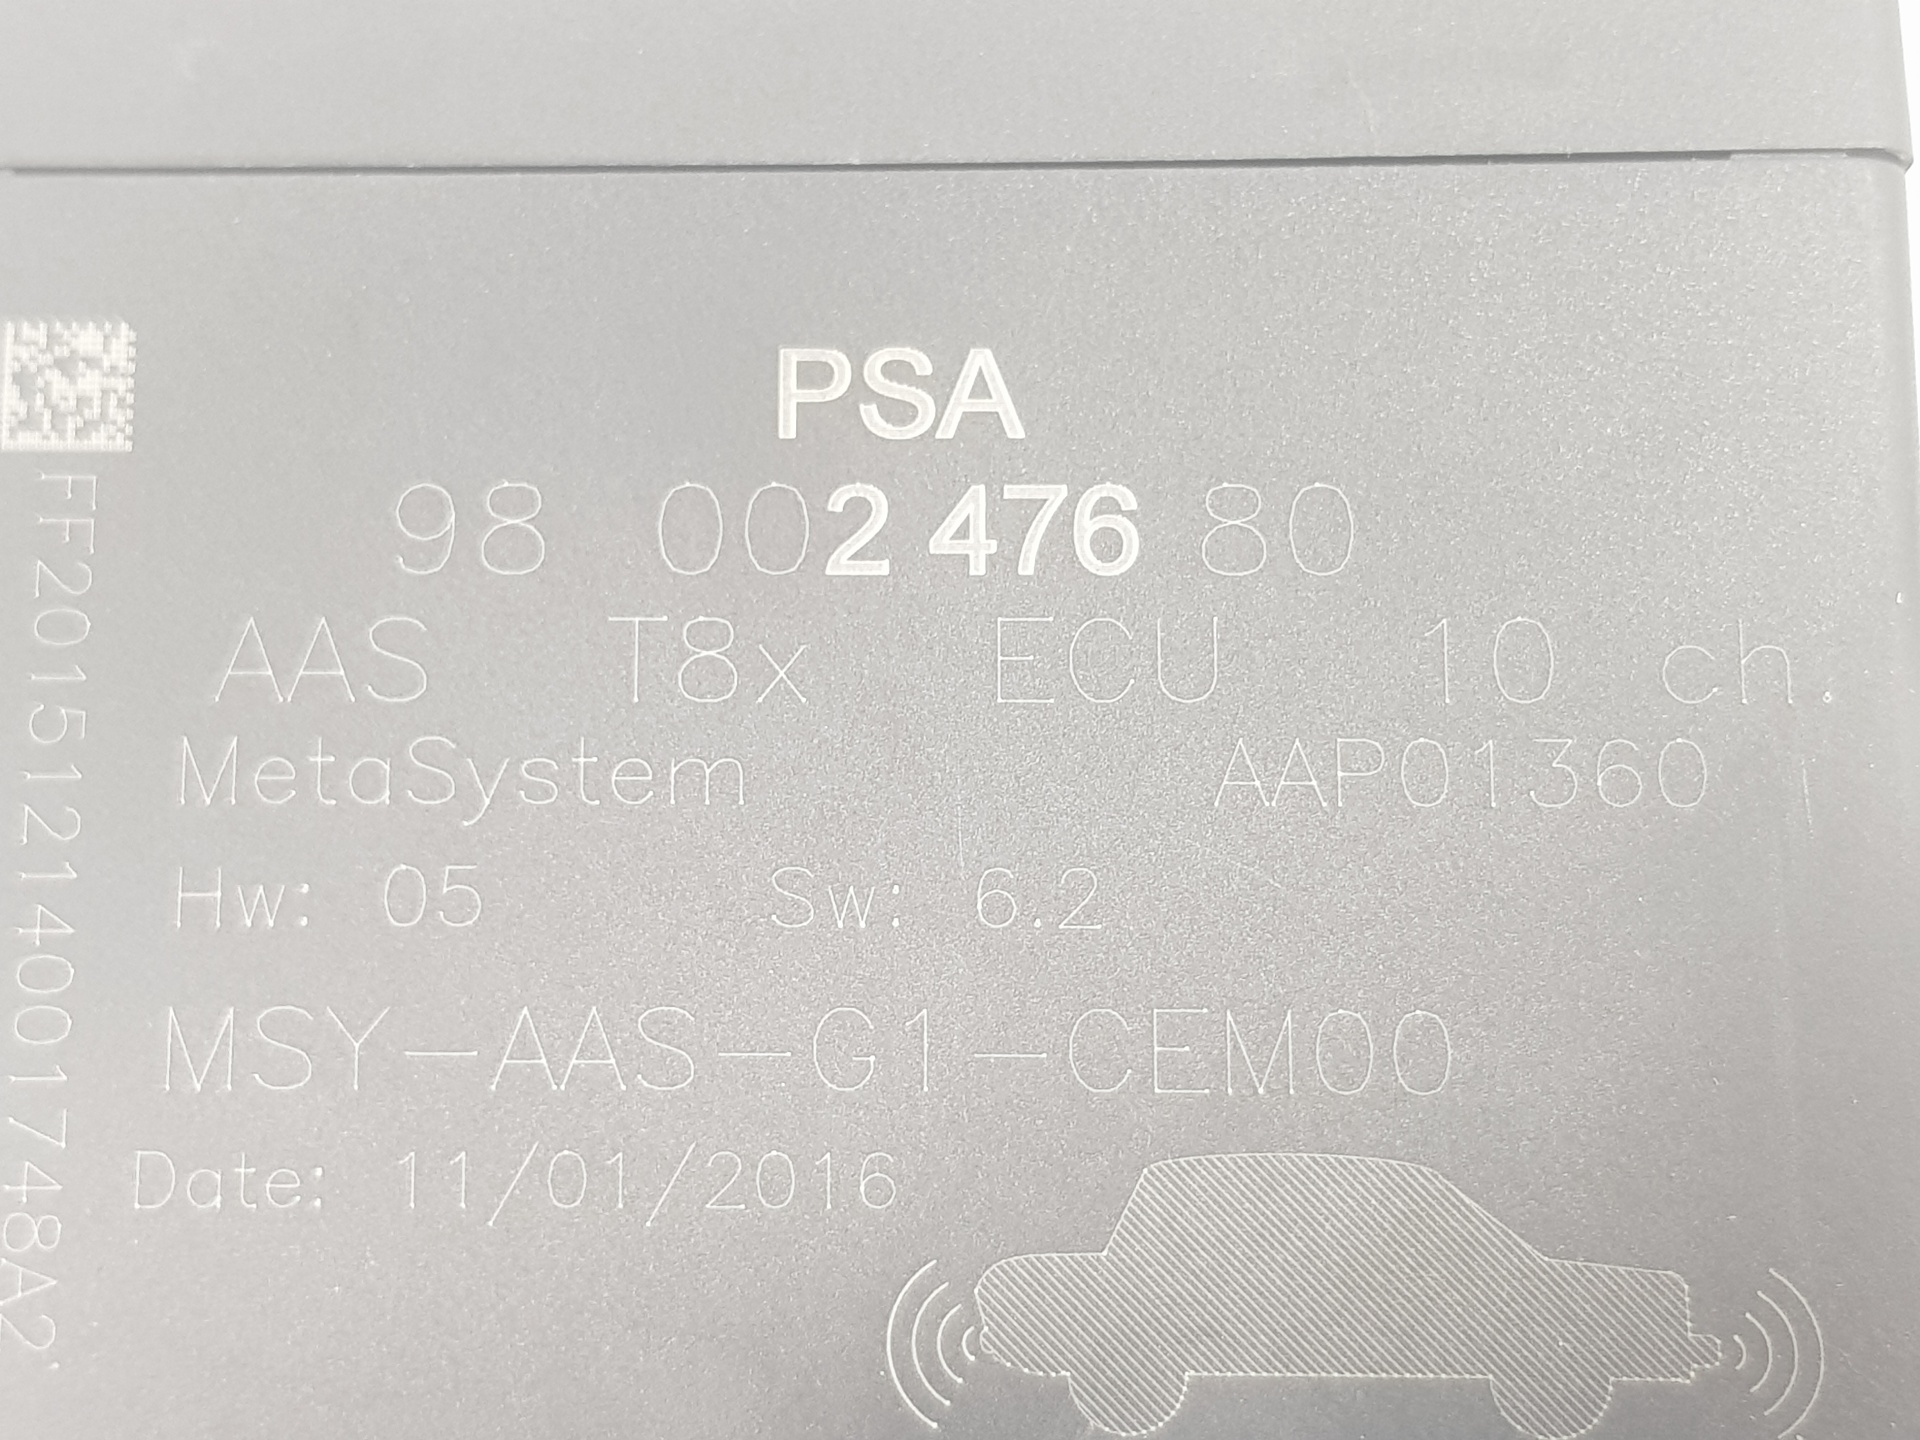 PSA
98 002 476 80
AAS T8x ECU 10 ch.
MetaSystem AAP01360
Hw: 05 Sw: 6.2
MSY-AAS-G1-CEM00
Date: 11/01/2016
FF20151214001748A2